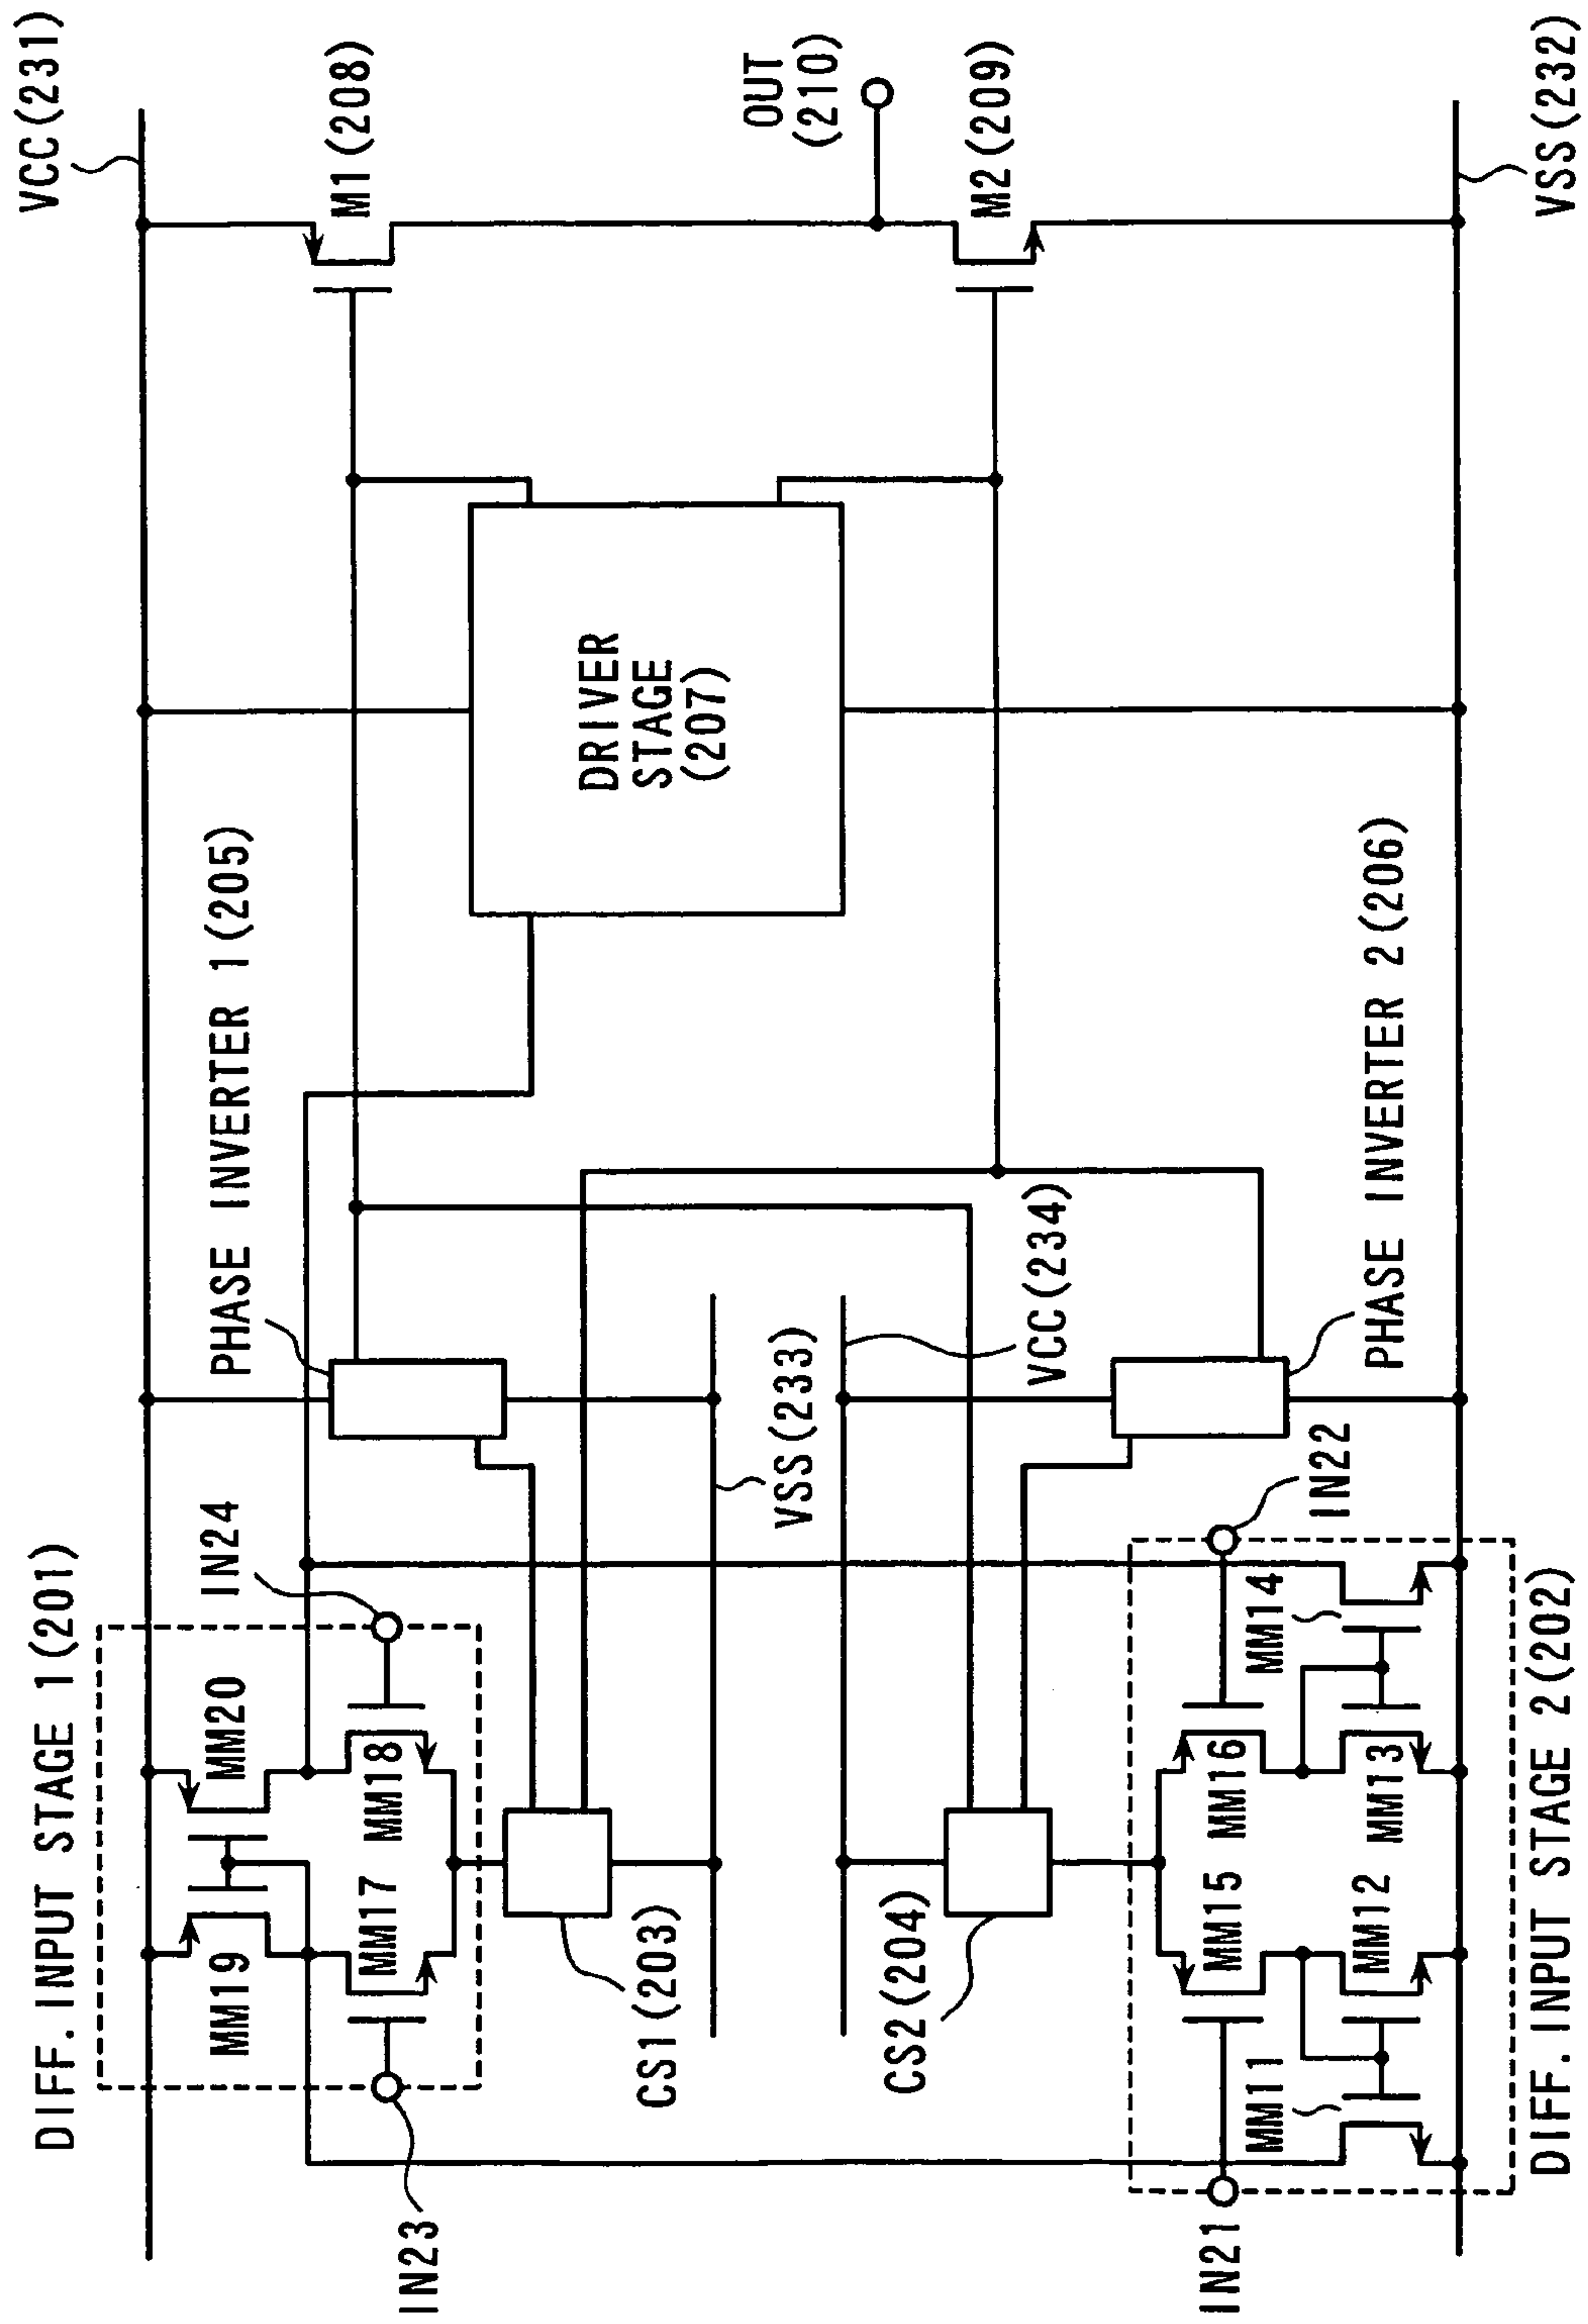 DIFF. INPUT STAGE 1(201)
PHASE INVERTER 1(205)
VCC(231)
IN24
MM19
MM20
M1(208)
IN23
MM17
MM18
DRIVER
STAGE
(207)
OUT
(210)
CS1(203)
VSS(233)
CS2(204)
VCC(234)
M2(209)
IN21
MM15
MM16
MM11
MM14
IN22
MM12
MM13
PHASE INVERTER 2(206)
DIFF. INPUT STAGE 2(202)
VSS(232)